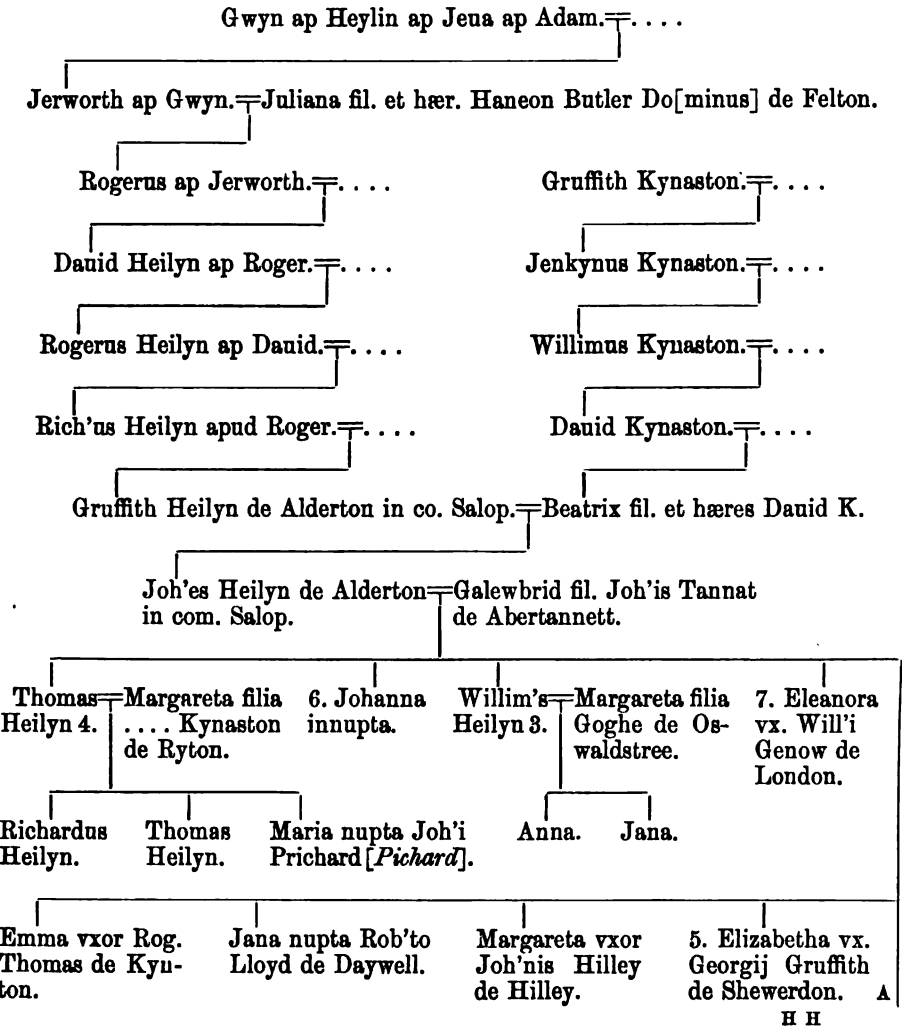 Gwyn ap Heylin ap Jeua ap Adam.=. . . .
Jerworth ap Gwyn.=Juliana fil. et hær. Haneon Butler Do[minus] de Felton.
Rogerus ap Jerworth.=. . . . Gruffith Kynaston.=. . . .
Dauid Heilyn ap Roger.=. . . . Jenkynus Kynaston.=. . . .
Rogerus Heilyn ap Dauid.=. . . . Willimus Kynaston.=. . . .
Rich'us Heilyn apud Roger.=. . . . Dauid Kynaston.=. . . .
Gruffith Heilyn de Alderton in co. Salop.=Beatrix fil. et hæres Dauid K.
Joh'es Heilyn de Alderton=Galewbrid fil. Joh'is Tannat
in com. Salop. de Abertannett.
Thomas=Margareta filia 6. Johanna Willim's=Margareta filia 7. Eleanora
Heilyn 4. . . . . Kynaston innupta. Heilyn 3. Goghe de Os- vx. Will'i
de Ryton. waldstree. Genow de
London.
Richardus Thomas Maria nupta Joh'i Anna. Jana.
Heilyn. Heilyn. Prichard [Pichard].
Emma vxor Rog. Jana nupta Rob'to Margareta vxor 5. Elizabetha vx.
Thomas de Kyn- Lloyd de Daywell. Joh'nis Hilley Georgij Gruffith
ton. de Hilley. de Shewerdon. A
H H